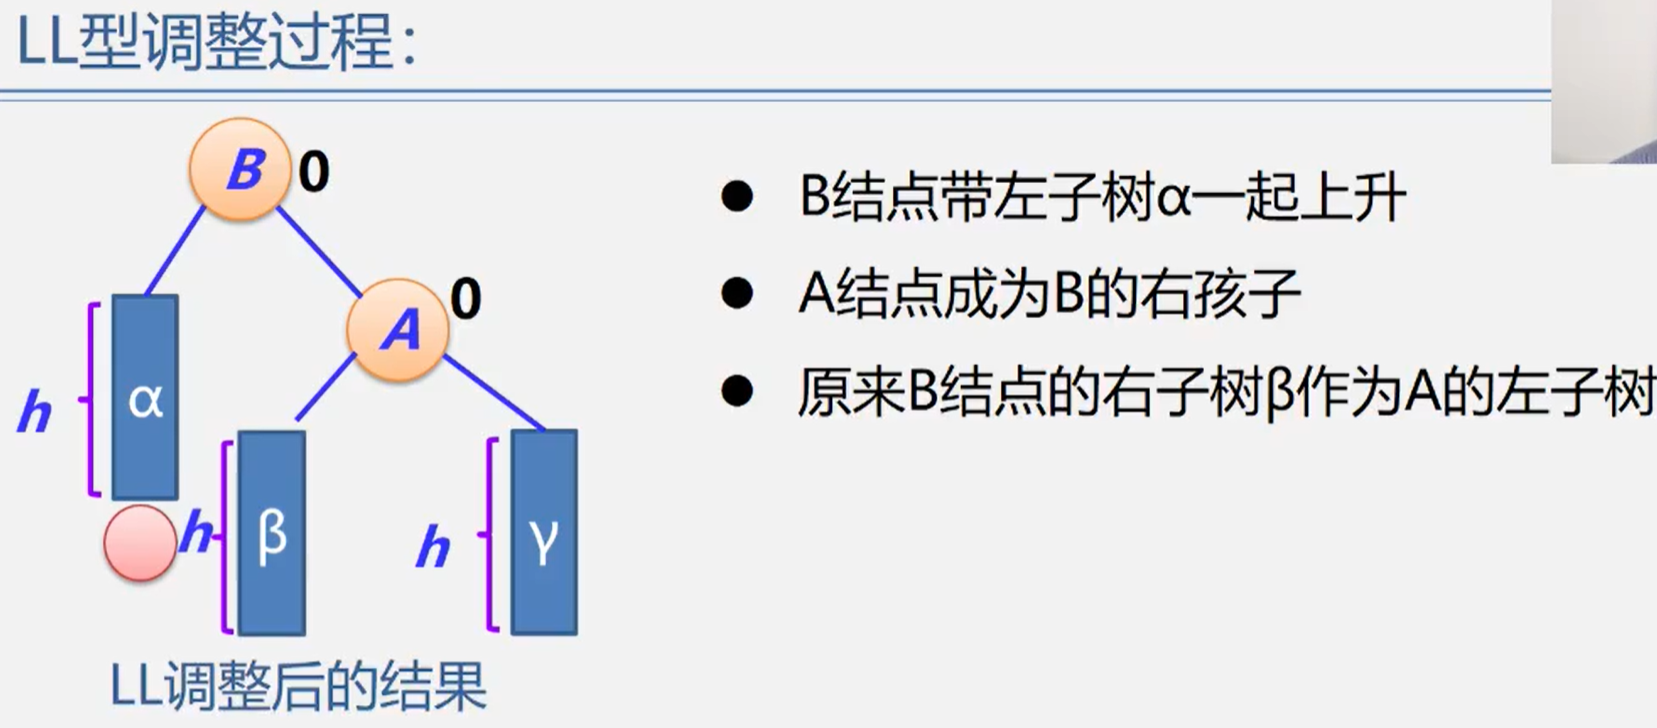 LL型调整过程：
B 0
A 0
h α
h β
h γ
LL调整后的结果
● B结点带左子树α一起上升
● A结点成为B的右孩子
● 原来B结点的右子树β作为A的左子树